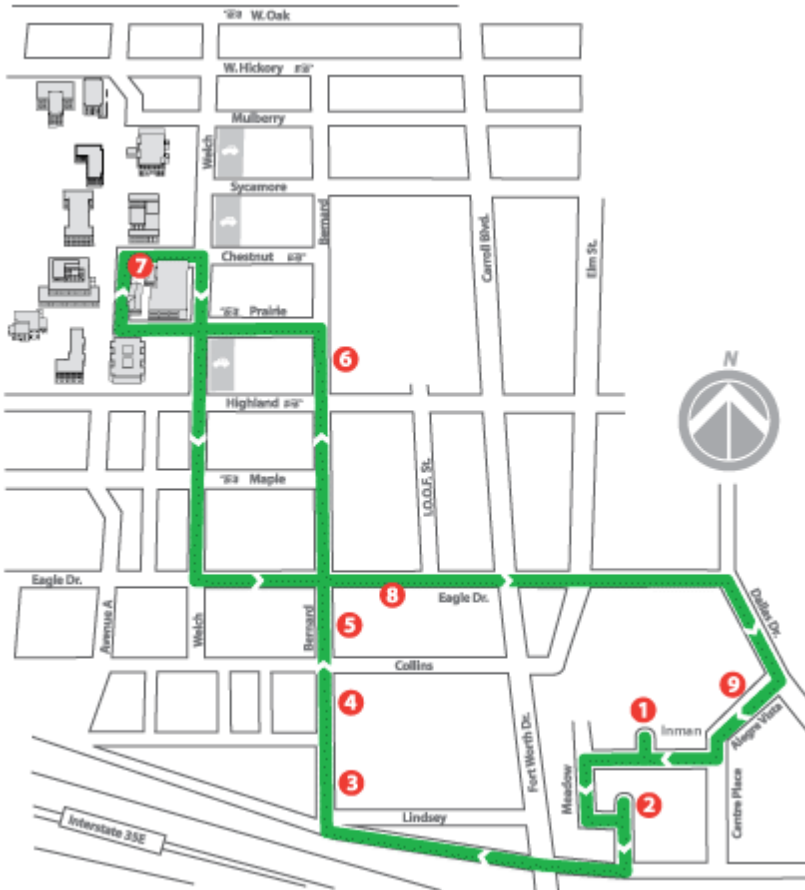 W. Oak
W. Hickory
Mulberry
Welch
Sycamore
Bernard
Carroll Blvd.
Elm St.
Chestnut
7
Prairie
6
N
Highland
I.O.O.F. St.
Maple
Eagle Dr.
8
Eagle Dr.
Dallas Dr.
Avenue A
Welch
Bernard
5
Collins
9
4
1
Inman
Alegre Vista
Fort Worth Dr.
3
Meadow
2
Centre Place
Lindsey
Interstate 35E